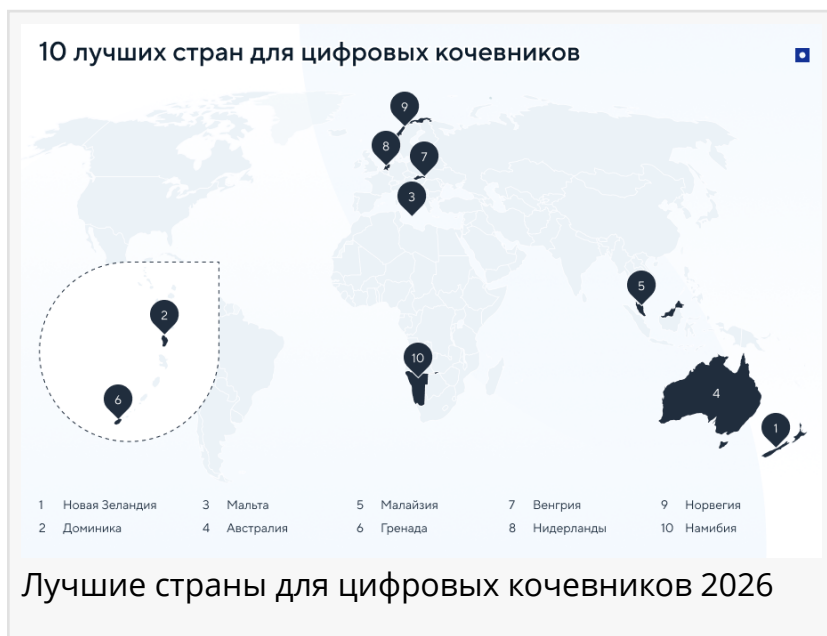 10 лучших стран для цифровых кочевников
9
8
7
3
5
2
10
4
6
1
1 Новая Зеландия 3 Мальта 5 Малайзия 7 Венгрия 9 Норвегия
2 Доминика 4 Австралия 6 Гренада 8 Нидерланды 10 Намибия
Лучшие страны для цифровых кочевников 2026